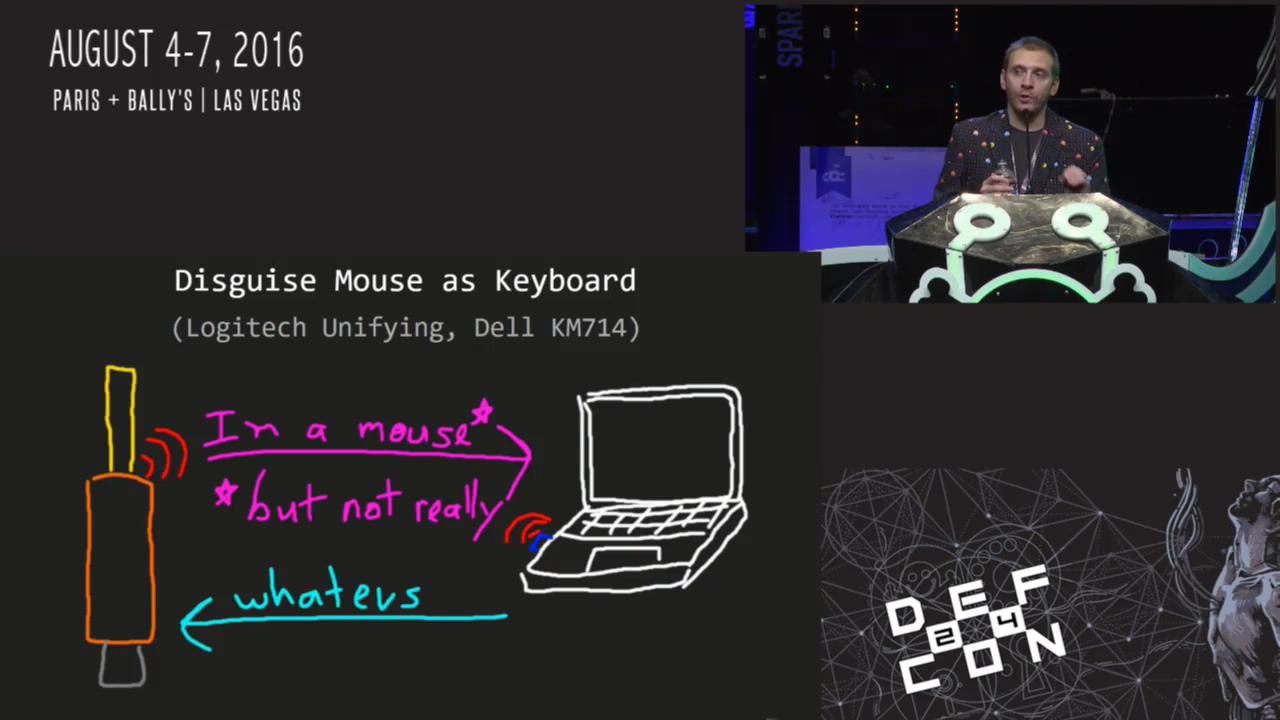 AUGUST 4-7, 2016
PARIS + BALLY'S | LAS VEGAS
SPAR
Disguise Mouse as Keyboard
(Logitech Unifying, Dell KM714)
I'm a mouse*
*but not really
whatevs
DEF
24
CON